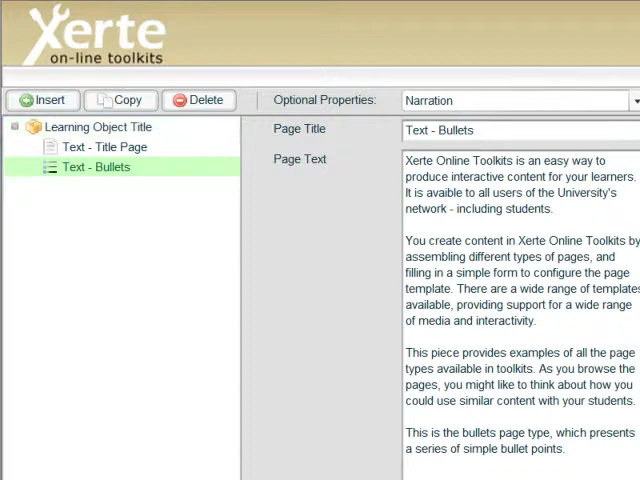 Xerte
on-line toolkits
Insert
Copy
Delete
Optional Properties:
Narration
Learning Object Title
Text - Title Page
Text - Bullets
Page Title
Text - Bullets
Page Text
Xerte Online Toolkits is an easy way to
produce interactive content for your learners.
It is avaible to all users of the University's
network - including students.
You create content in Xerte Online Toolkits by
assembling different types of pages, and
filling in a simple form to configure the page
template. There are a wide range of templates
available, providing support for a wide range
of media and interactivity.
This piece provides examples of all the page
types available in toolkits. As you browse the
pages, you might like to think about how you
could use similar content with your students.
This is the bullets page type, which presents
a series of simple bullet points.